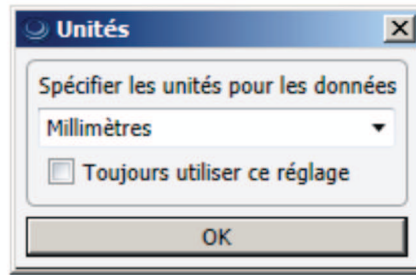 Unités
Spécifier les unités pour les données
Millimètres
Toujours utiliser ce réglage
OK